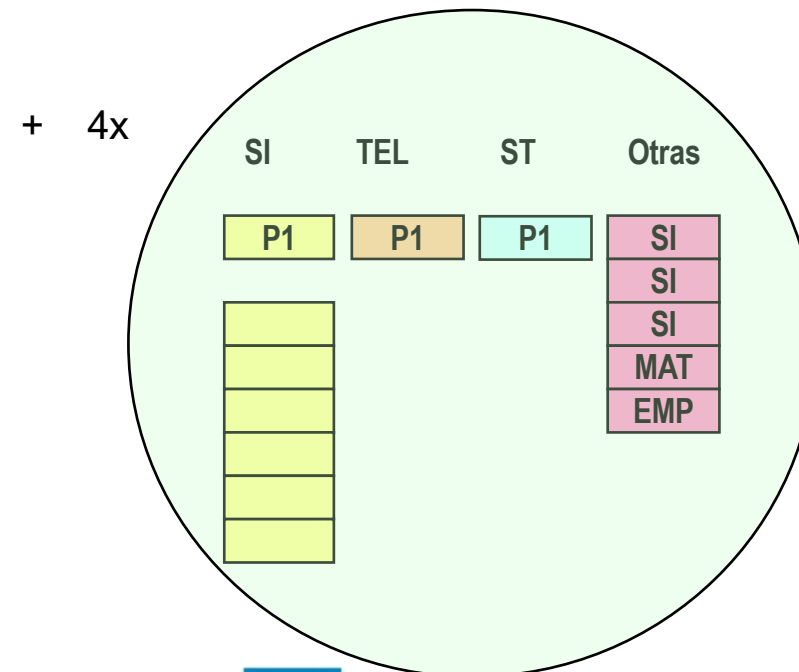 + 4x
SI TEL ST Otras
P1 P1 P1 SI
SI
SI
MAT
EMP